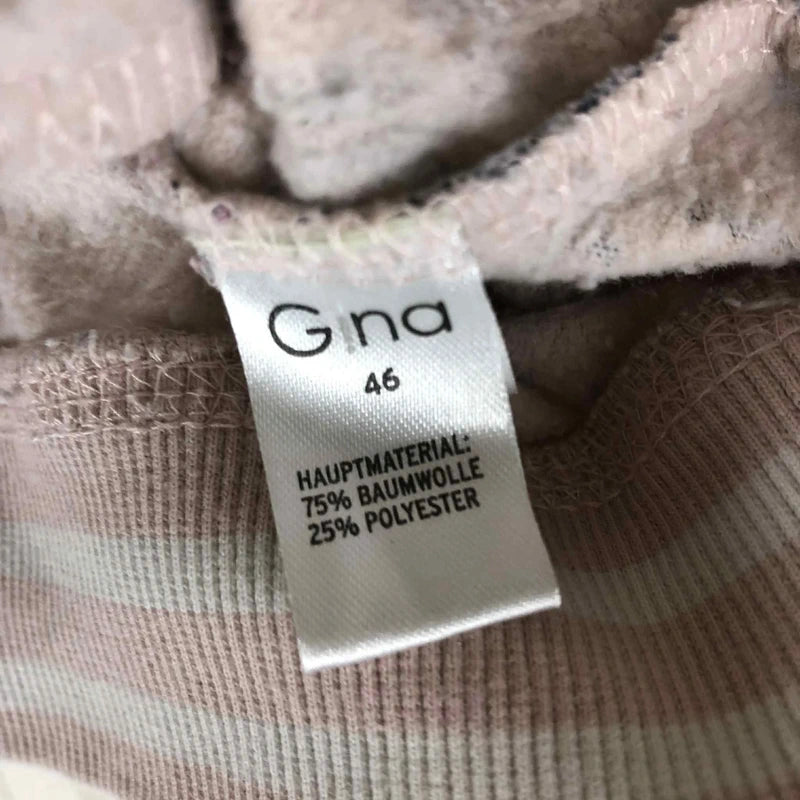 Gina
46
HAUPTMATERIAL:
75% BAUMWOLLE
25% POLYESTER